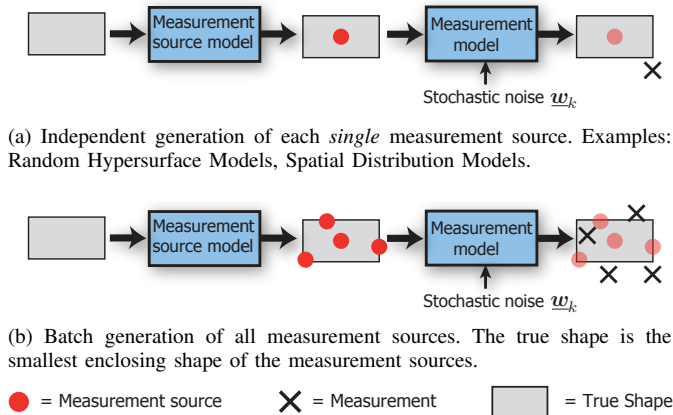 Measurement source model
Measurement model
Stochastic noise w_k
(a) Independent generation of each single measurement source. Examples:
Random Hypersurface Models, Spatial Distribution Models.
Measurement source model
Measurement model
Stochastic noise w_k
(b) Batch generation of all measurement sources. The true shape is the
smallest enclosing shape of the measurement sources.
= Measurement source = Measurement = True Shape